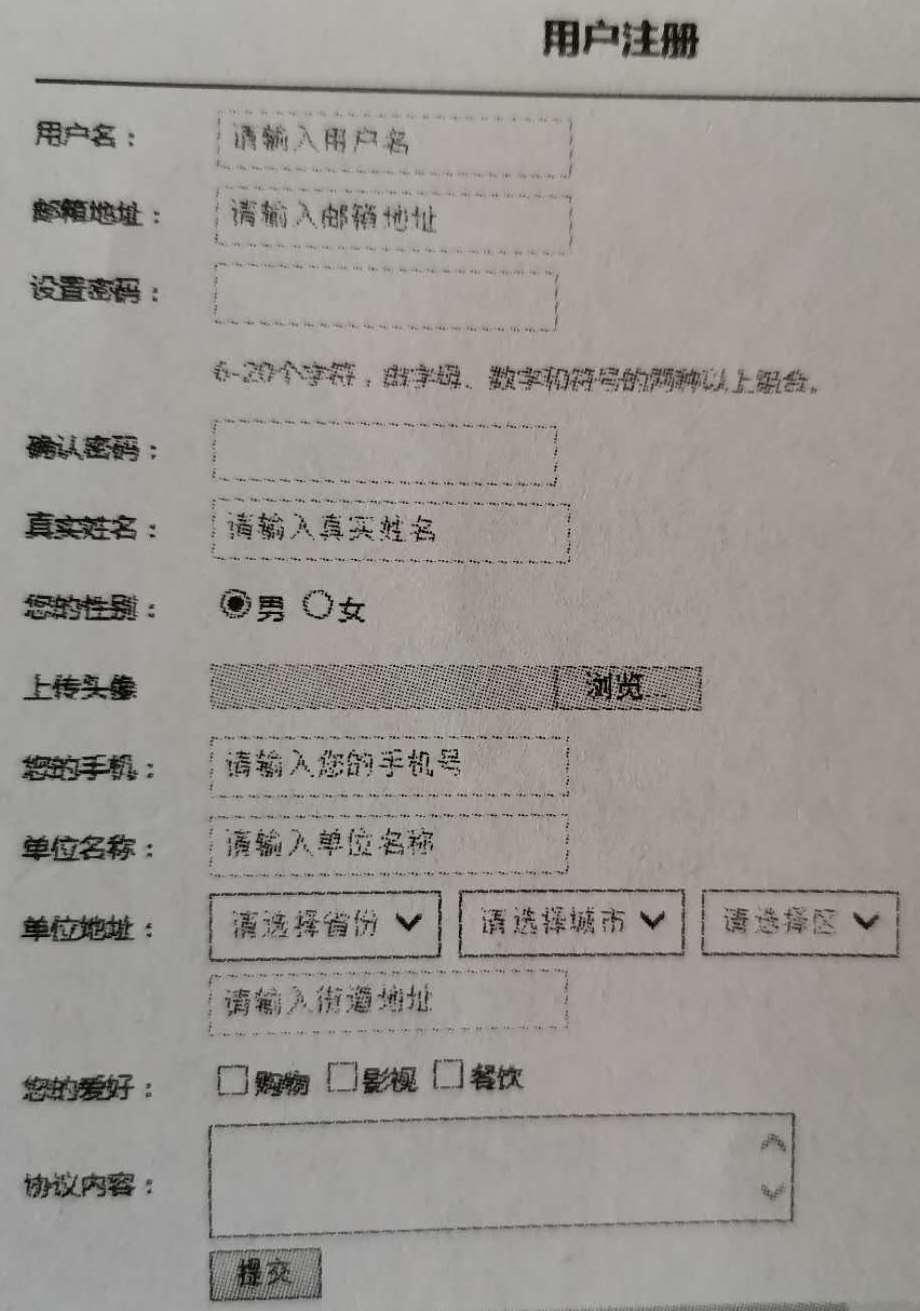 用户注册
用户名： 请输入用户名
邮箱地址： 请输入邮箱地址
设置密码：
6-20个字符，由字母、数字和符号的两种以上组合。
确认密码：
真实姓名： 请输入真实姓名
您的性别： 男 女
上传头像 浏览...
您的手机： 请输入您的手机号
单位名称： 请输入单位名称
单位地址： 请选择省份 请选择城市 请选择区
请输入街道地址
您的爱好： 购物 影视 餐饮
协议内容：
提交